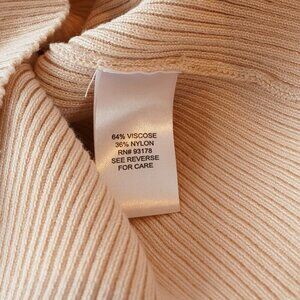 64% VISCOSE
36% NYLON
RN# 93178
SEE REVERSE
FOR CARE